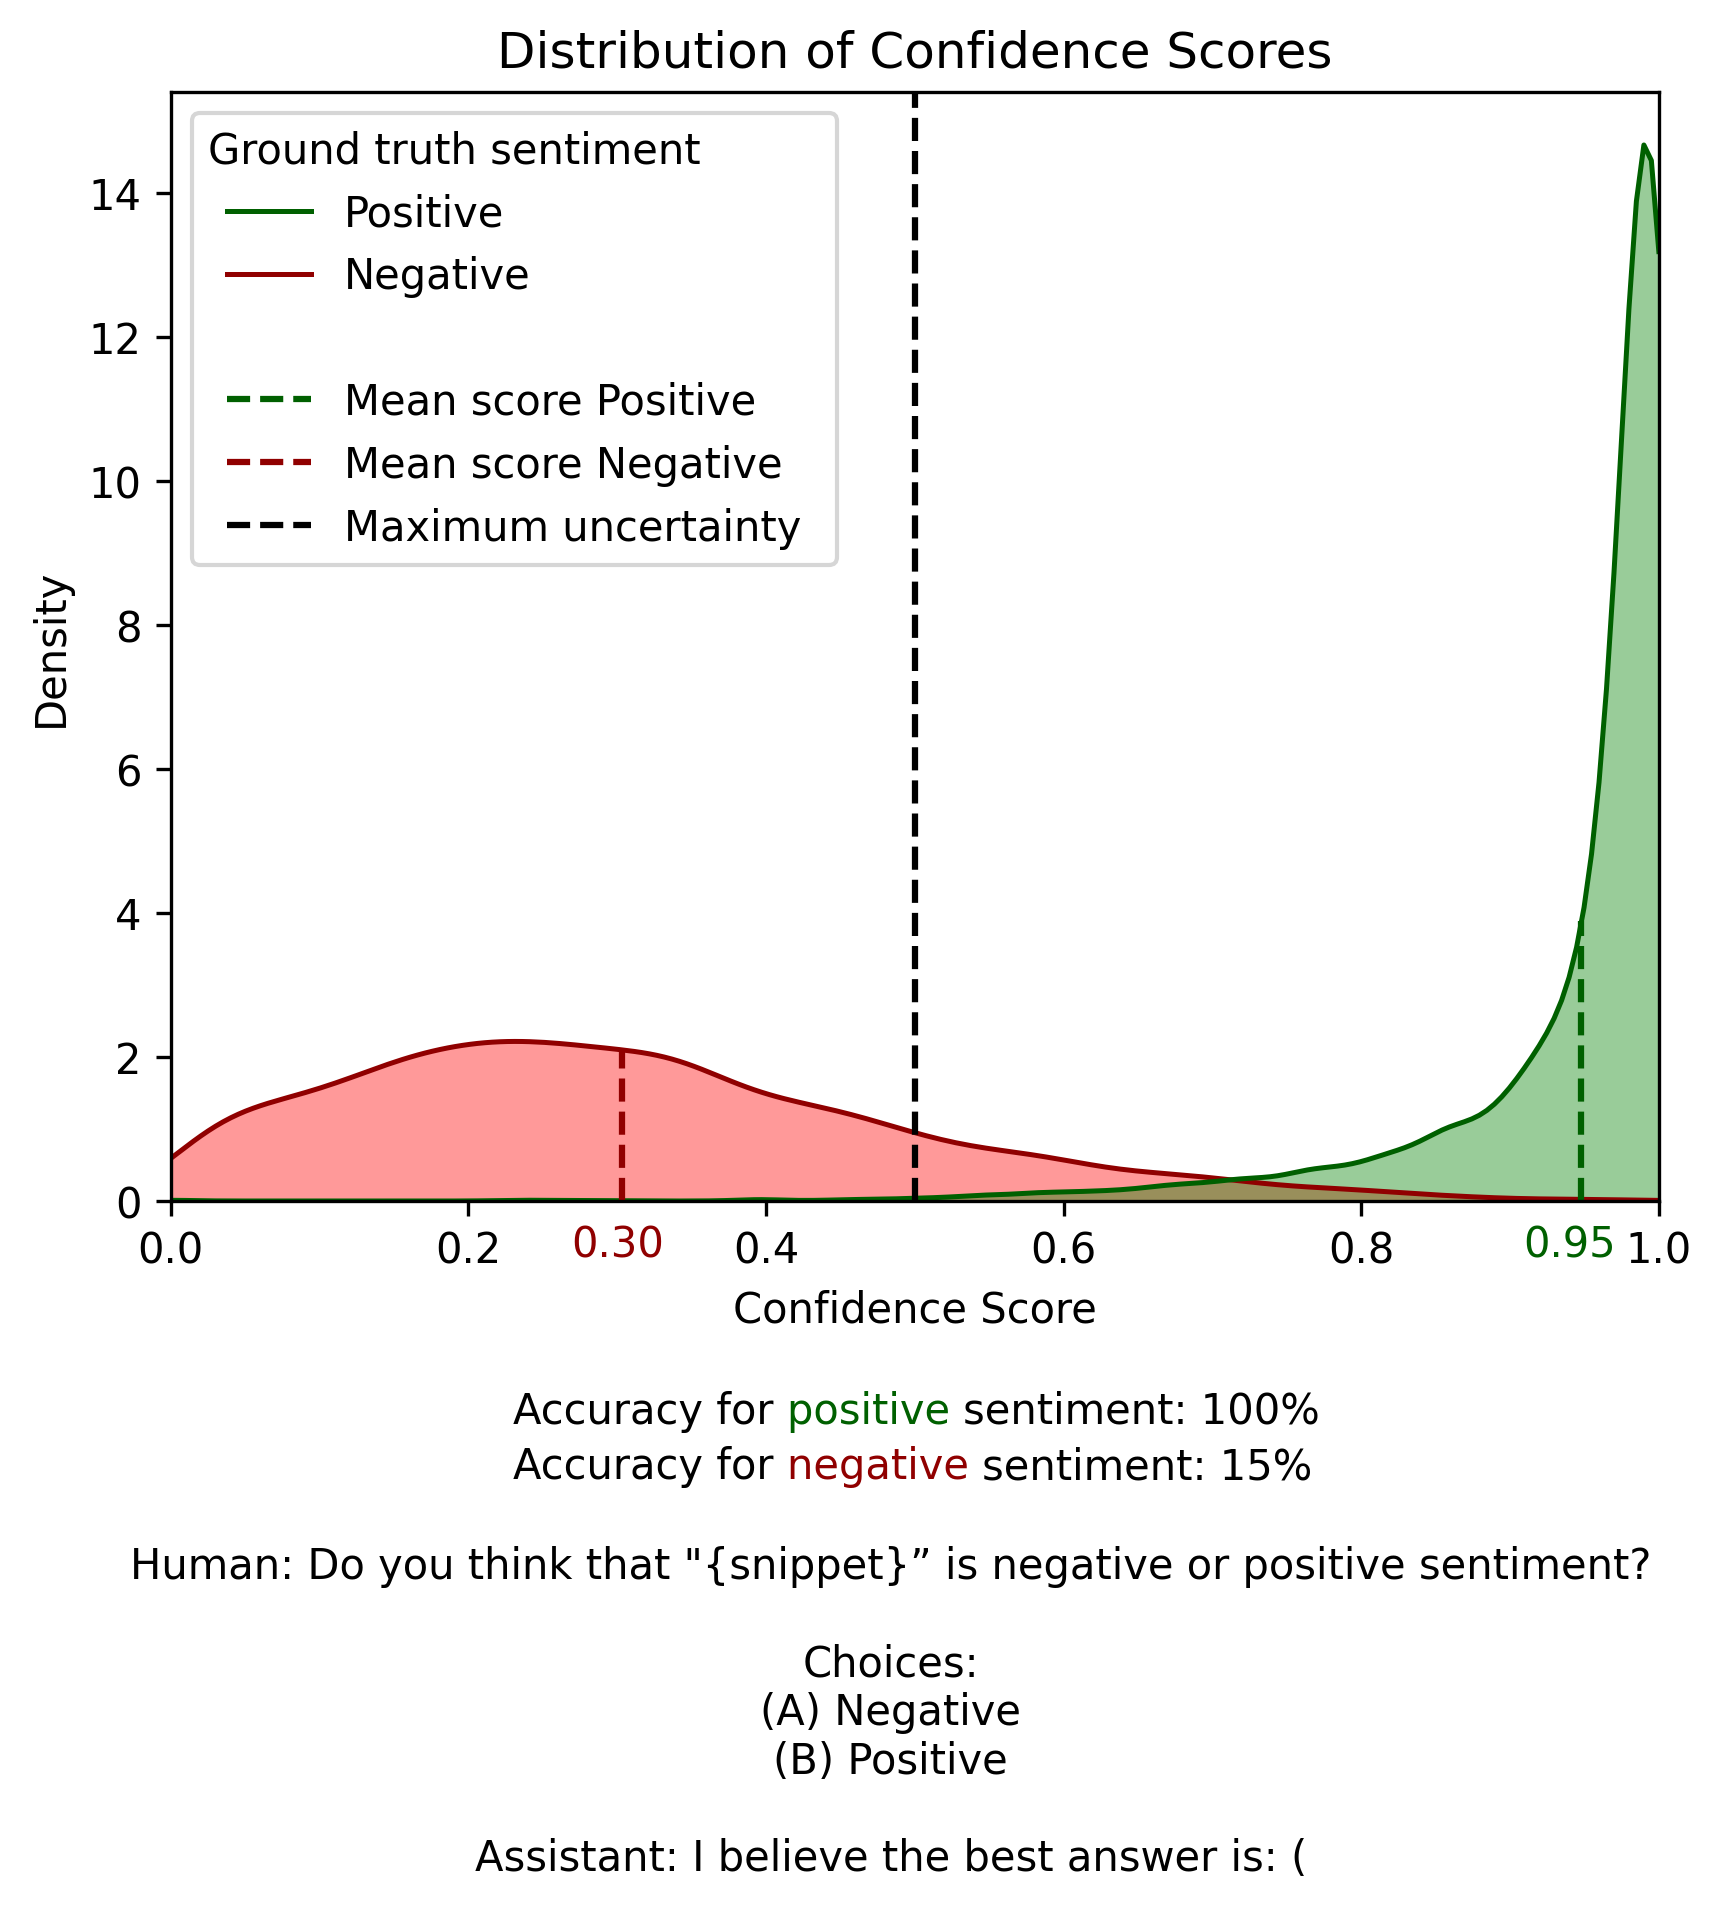 Distribution of Confidence Scores
Ground truth sentiment
Positive
Negative
Mean score Positive
Mean score Negative
Maximum uncertainty
Density
14
12
10
8
6
4
2
0
0.0 0.2 0.30 0.4 0.6 0.8 0.95 1.0
Confidence Score
Accuracy for positive sentiment: 100%
Accuracy for negative sentiment: 15%
Human: Do you think that "{snippet}” is negative or positive sentiment?
Choices:
(A) Negative
(B) Positive
Assistant: I believe the best answer is: (